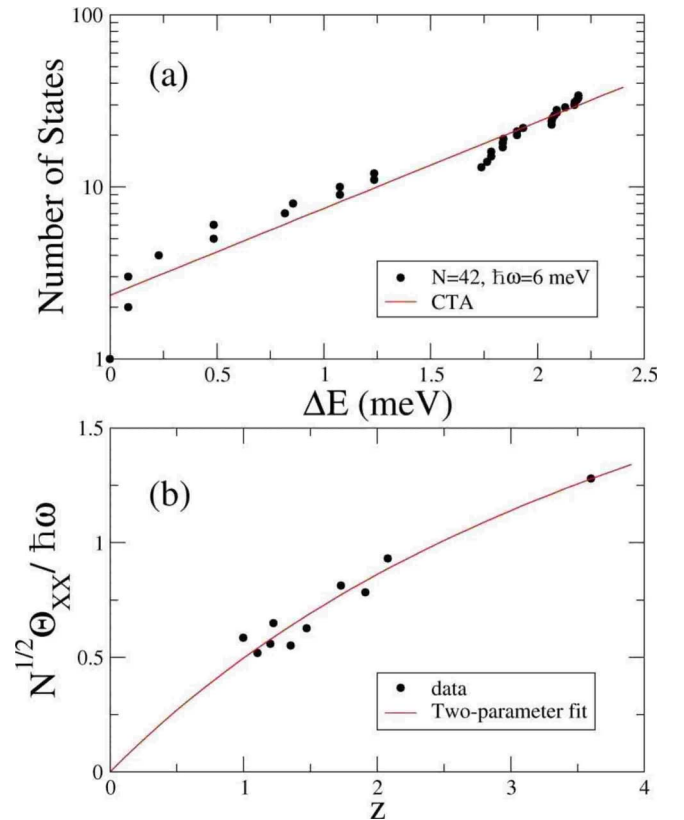 100
(a)
Number of States
10
N=42, ħω=6 meV
CTA
1
0 0.5 1 1.5 2 2.5
ΔE (meV)
1.5
(b)
1
N^{1/2}Θ_{XX}/ ħω
0.5
data
Two-parameter fit
0
0 1 2 3 4
z